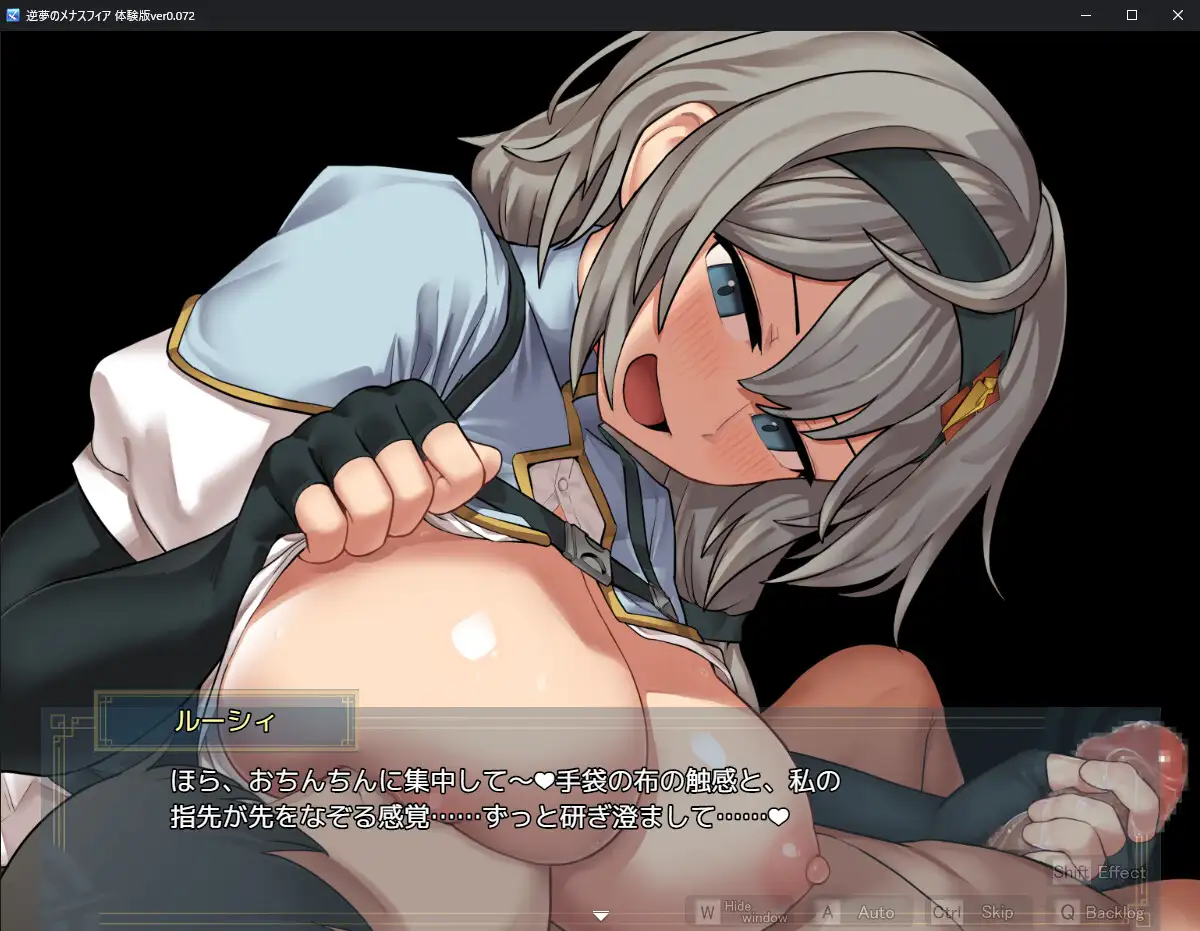 逆夢のメナスフィア 体験版ver0.072
ルーシィ
ほら、おちんちんに集中して～♥手袋の布の触感と、私の
指先が先をなぞる感覚……ずっと研ぎ澄まして……♥
Shift Effect
W Hide window A Auto Ctrl Skip Q Backlog